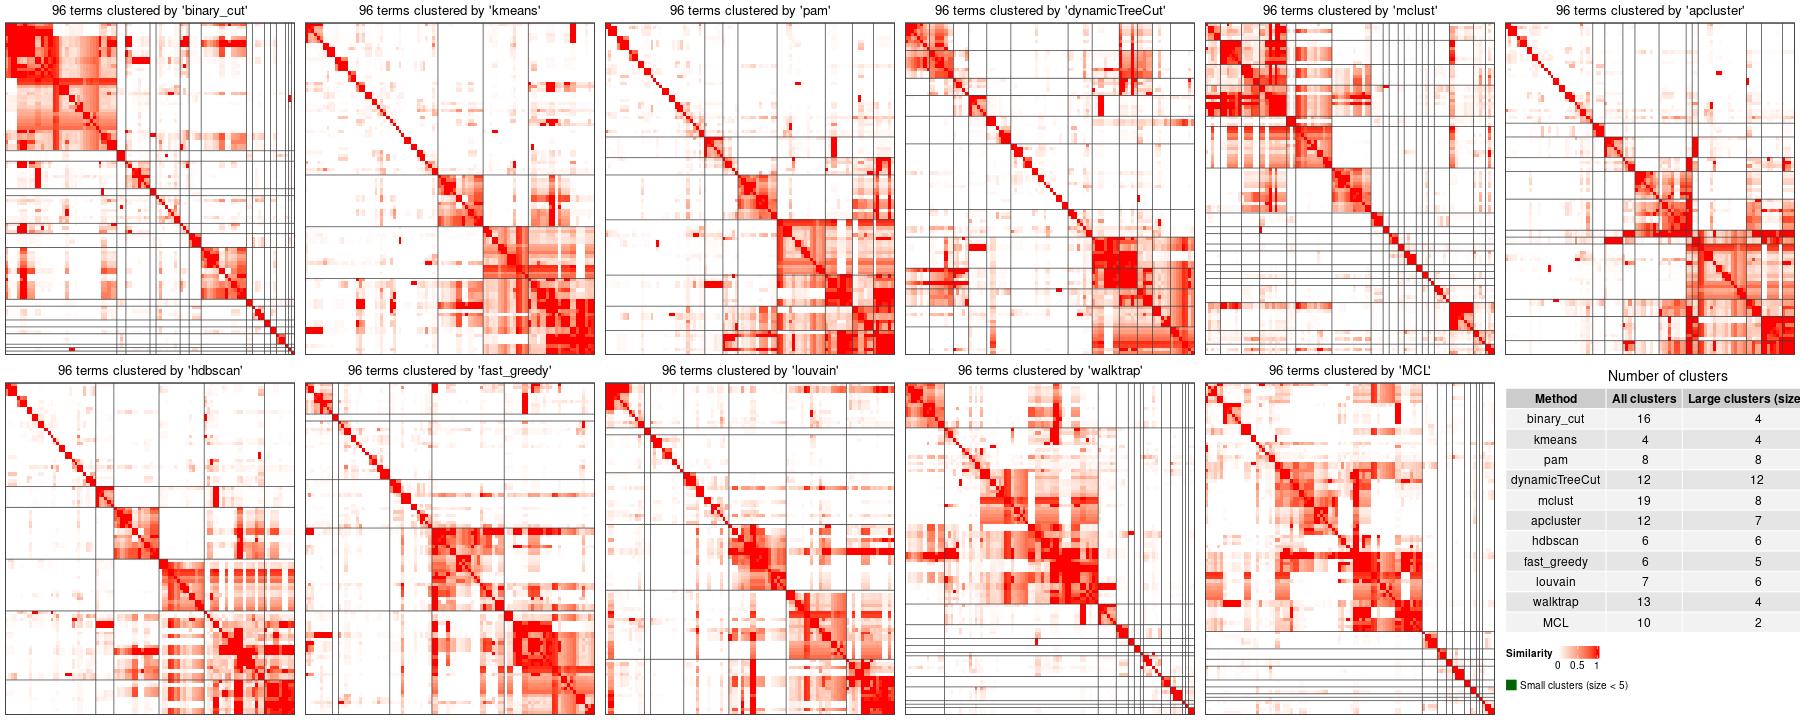 96 terms clustered by 'binary_cut'
96 terms clustered by 'kmeans'
96 terms clustered by 'pam'
96 terms clustered by 'dynamicTreeCut'
96 terms clustered by 'mclust'
96 terms clustered by 'apcluster'
96 terms clustered by 'hdbscan'
96 terms clustered by 'fast_greedy'
96 terms clustered by 'louvain'
96 terms clustered by 'walktrap'
96 terms clustered by 'MCL'
Number of clusters
Method All clusters Large clusters (size
binary_cut 16 4
kmeans 4 4
pam 8 8
dynamicTreeCut 12 12
mclust 19 8
apcluster 12 7
hdbscan 6 6
fast_greedy 6 5
louvain 7 6
walktrap 13 4
MCL 10 2
Similarity
0 0.5 1
Small clusters (size < 5)